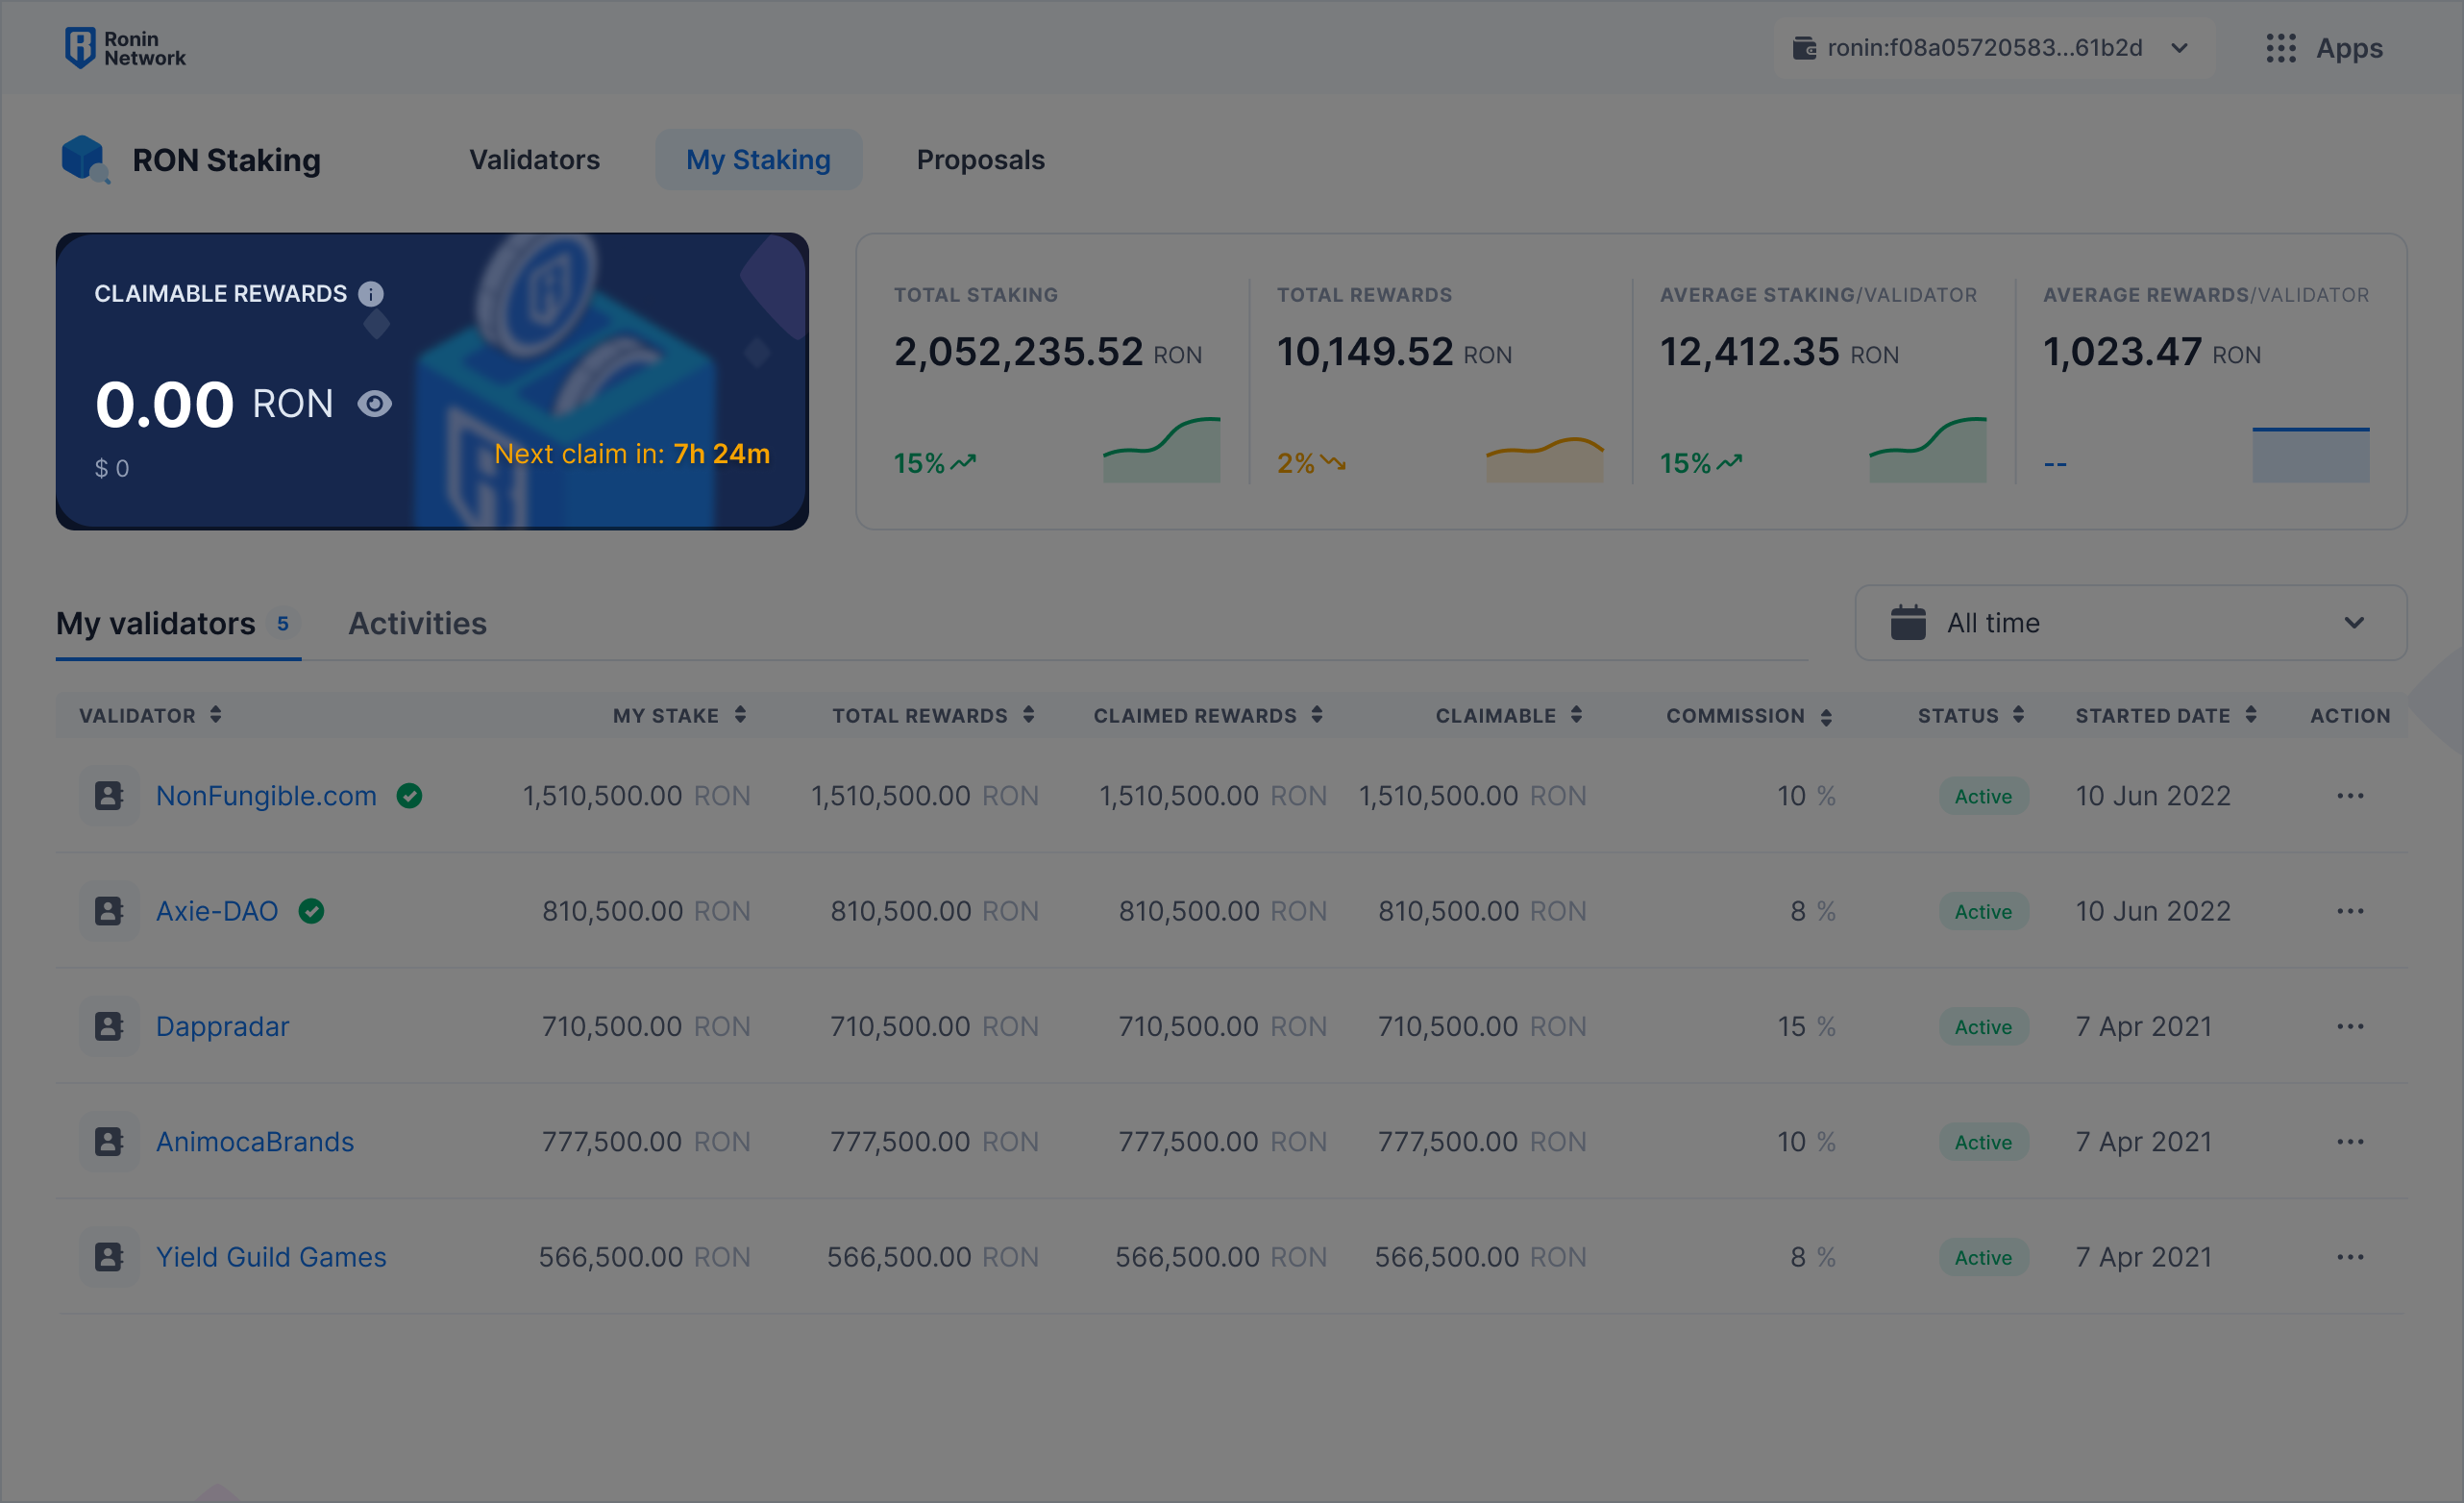 Ronin
Network
ronin:f08a05720583...61b2d
Apps
RON Staking
Validators
My Staking
Proposals
CLAIMABLE REWARDS
0.00 RON
$ 0
Next claim in: 7h 24m
TOTAL STAKING
2,052,235.52 RON
15%
TOTAL REWARDS
10,149.52 RON
2%
AVERAGE STAKING/VALIDATOR
12,412.35 RON
15%
AVERAGE REWARDS/VALIDATOR
1,023.47 RON
--
My validators 5
Activities
All time
VALIDATOR MY STAKE TOTAL REWARDS CLAIMED REWARDS CLAIMABLE COMMISSION STATUS STARTED DATE ACTION
NonFungible.com 1,510,500.00 RON 1,510,500.00 RON 1,510,500.00 RON 1,510,500.00 RON 10 % Active 10 Jun 2022 ...
Axie-DAO 810,500.00 RON 810,500.00 RON 810,500.00 RON 810,500.00 RON 8 % Active 10 Jun 2022 ...
Dappradar 710,500.00 RON 710,500.00 RON 710,500.00 RON 710,500.00 RON 15 % Active 7 Apr 2021 ...
AnimocaBrands 777,500.00 RON 777,500.00 RON 777,500.00 RON 777,500.00 RON 10 % Active 7 Apr 2021 ...
Yield Guild Games 566,500.00 RON 566,500.00 RON 566,500.00 RON 566,500.00 RON 8 % Active 7 Apr 2021 ...